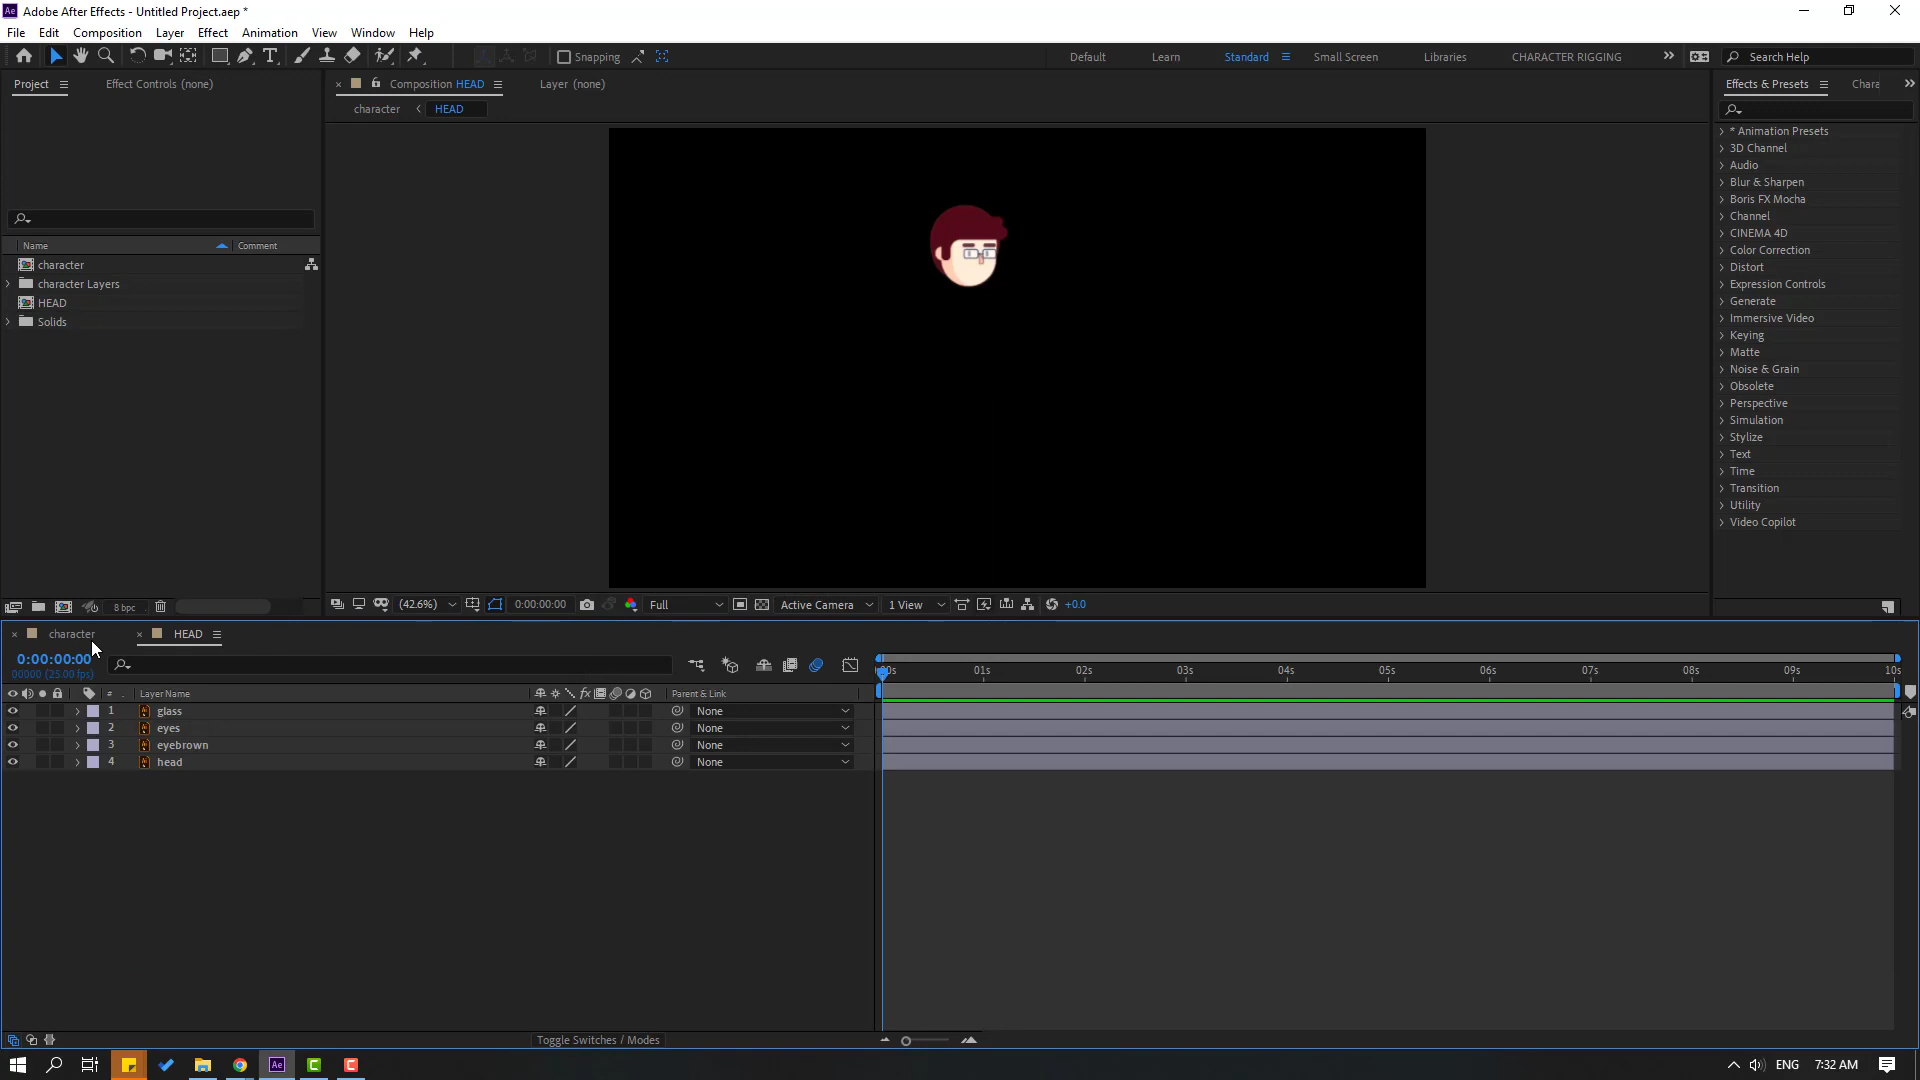 Adobe After Effects - Untitled Project.aep *
File Edit Composition Layer Effect Animation View Window Help
Snapping Default Learn Standard Small Screen Libraries CHARACTER RIGGING Search Help
Project Effect Controls (none) Composition HEAD Layer (none) Effects & Presets Chara
character HEAD
* Animation Presets
3D Channel
Audio
Blur & Sharpen
Boris FX Mocha
Channel
CINEMA 4D
Color Correction
Distort
Expression Controls
Generate
Immersive Video
Keying
Matte
Noise & Grain
Obsolete
Perspective
Simulation
Stylize
Text
Time
Transition
Utility
Video Copilot
Name Comment
character
character Layers
HEAD
Solids
8 bpc (42.6%) 0:00:00:00 Full Active Camera 1 View +0.0
character HEAD
0:00:00:00
00000 (25.00 fps)
:00s 01s 02s 03s 04s 05s 06s 07s 08s 09s 10s
# . Layer Name fx Parent & Link
1 glass None
2 eyes None
3 eyebrown None
4 head None
Toggle Switches / Modes
ENG 7:32 AM